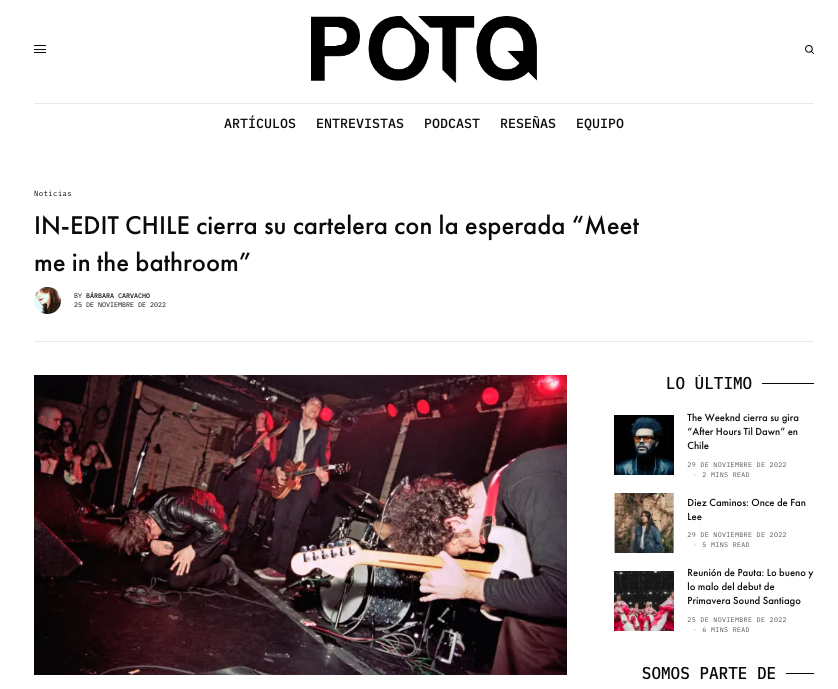 POTQ
ARTÍCULOS ENTREVISTAS PODCAST RESEÑAS EQUIPO
Noticias
IN-EDIT CHILE cierra su cartelera con la esperada “Meet
me in the bathroom”
BY BÁRBARA CARVACHO
25 DE NOVIEMBRE DE 2022
LO ÚLTIMO
The Weeknd cierra su gira
“After Hours Til Dawn” en
Chile
29 DE NOVIEMBRE DE 2022
· 2 MINS READ
Diez Caminos: Once de Fan
Lee
29 DE NOVIEMBRE DE 2022
· 5 MINS READ
Reunión de Pauta: Lo bueno y
lo malo del debut de
Primavera Sound Santiago
25 DE NOVIEMBRE DE 2022
· 6 MINS READ
SOMOS PARTE DE